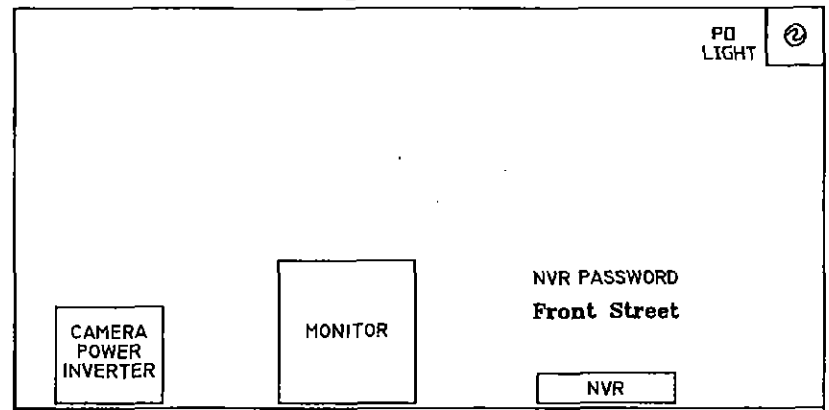 PO
LIGHT
NVR PASSWORD
Front Street
CAMERA
POWER
INVERTER
MONITOR
NVR